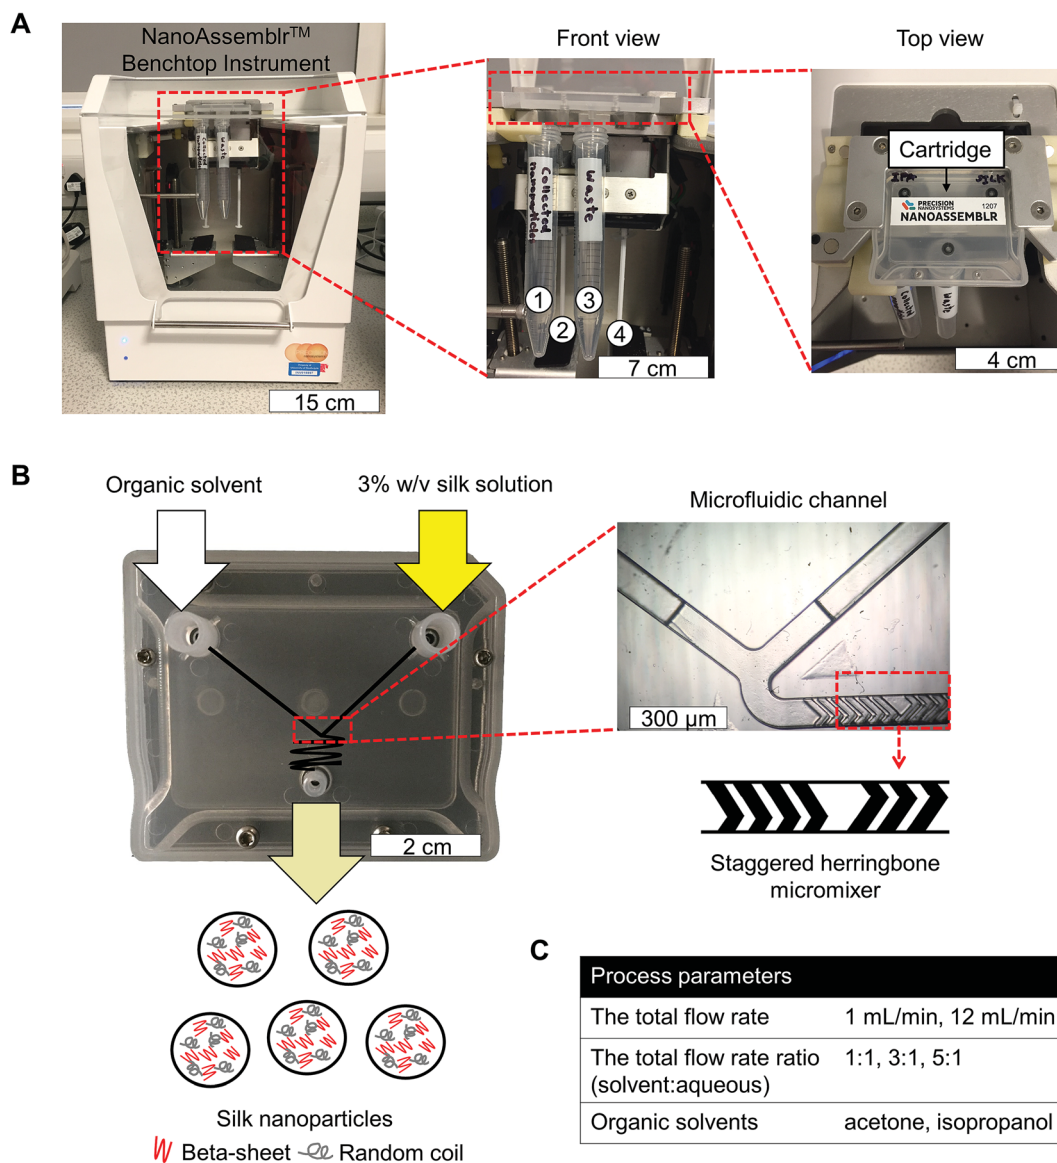 A
NanoAssemblr™
Benchtop Instrument
Front view
Top view
Collected
nanoparticles
Waste
15 cm
Collected
nanoparticles
Waste
1
2
3
4
7 cm
Cartridge
IPA
SILK
PRECISION
NANOSYSTEMS
1207
NANOASSEMBLR
Waste
4 cm
B
Organic solvent
3% w/v silk solution
Microfluidic channel
300 µm
2 cm
Staggered herringbone
micromixer
Silk nanoparticles
Beta-sheet
Random coil
C
Process parameters
The total flow rate
1 mL/min, 12 mL/min
The total flow rate ratio
(solvent:aqueous)
1:1, 3:1, 5:1
Organic solvents
acetone, isopropanol